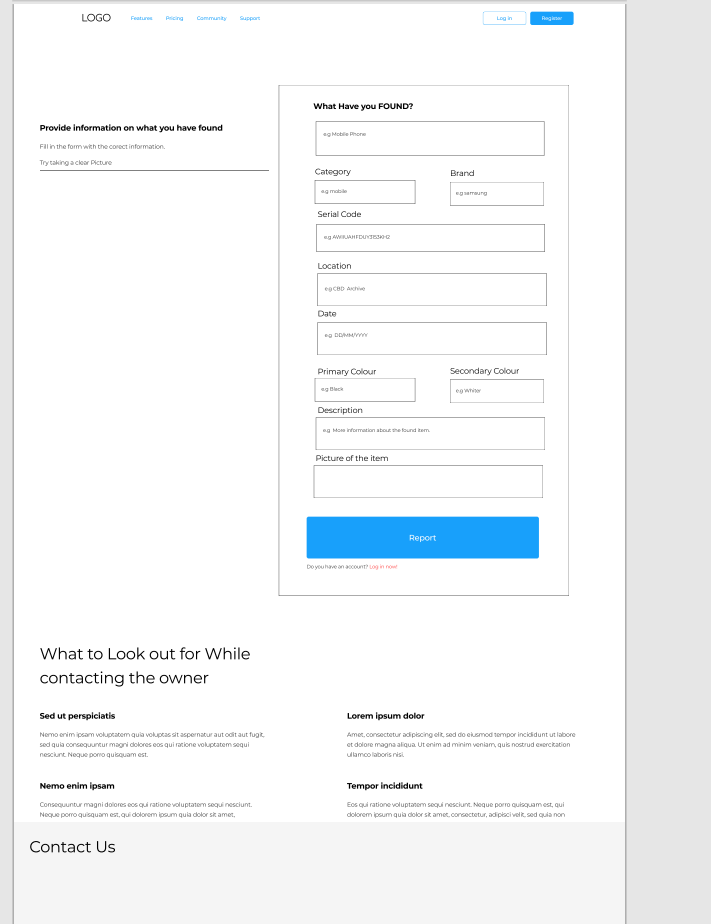 LOGO
Features
Pricing
Community
Support
Log in
Register
Provide information on what you have found
Fill in the form with the corect information.
Try taking a clear Picture
What Have you FOUND?
e.g Mobile Phone
Category
Brand
e.g mobile
e.g samsung
Serial Code
Location
e.g CBD Archive
Date
e.g DD/MM/YYYY
Primary Colour
Secondary Colour
e.g Black
e.g Whiter
Description
e.g More information about the found item.
Picture of the item
Report
Do you have an account? Log in now!
What to Look out for While
contacting the owner
Sed ut perspiciatis
Nemo enim ipsam voluptatem quia voluptas sit aspernatur aut odit aut fugit,
sed quia consequuntur magni dolores eos qui ratione voluptatem sequi
nesciunt. Neque porro quisquam est.
Lorem ipsum dolor
Amet, consectetur adipiscing elit, sed do eiusmod tempor incididunt ut labore
et dolore magna aliqua. Ut enim ad minim veniam, quis nostrud exercitation
ullamco laboris nisi.
Nemo enim ipsam
Consequuntur magni dolores eos qui ratione voluptatem sequi nesciunt.
Neque porro quisquam est, qui dolorem ipsum quia dolor sit amet,
Tempor incididunt
Eos qui ratione voluptatem sequi nesciunt. Neque porro quisquam est, qui
dolorem ipsum quia dolor sit amet, consectetur, adipisci velit, sed quia non
Contact Us